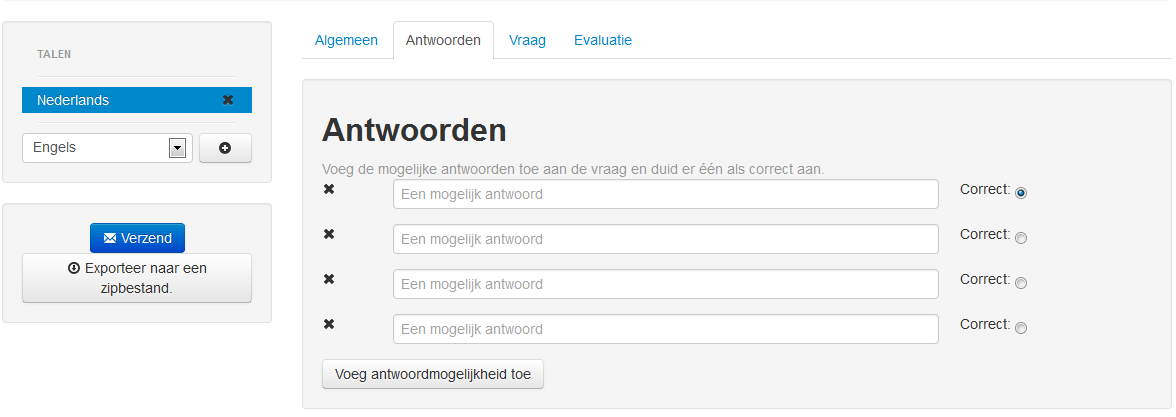 TALEN
Nederlands
Engels
Verzend
Exporteer naar een
zipbestand.
Algemeen Antwoorden Vraag Evaluatie
Antwoorden
Voeg de mogelijke antwoorden toe aan de vraag en duid er één als correct aan.
Een mogelijk antwoord Correct:
Een mogelijk antwoord Correct:
Een mogelijk antwoord Correct:
Een mogelijk antwoord Correct:
Voeg antwoordmogelijkheid toe